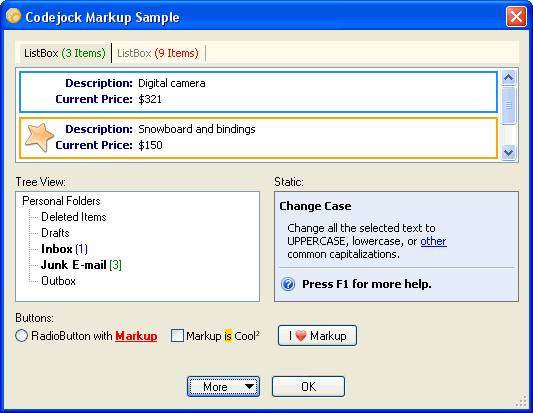 Codejock Markup Sample
ListBox (3 Items) ListBox (9 Items)
Description: Digital camera
Current Price: $321
Description: Snowboard and bindings
Current Price: $150
Tree View:
Personal Folders
Deleted Items
Drafts
Inbox (1)
Junk E-mail [3]
Outbox
Static:
Change Case
Change all the selected text to
UPPERCASE, lowercase, or other
common capitalizations.
? Press F1 for more help.
Buttons:
RadioButton with Markup Markup is Cool² I ❤ Markup
More OK